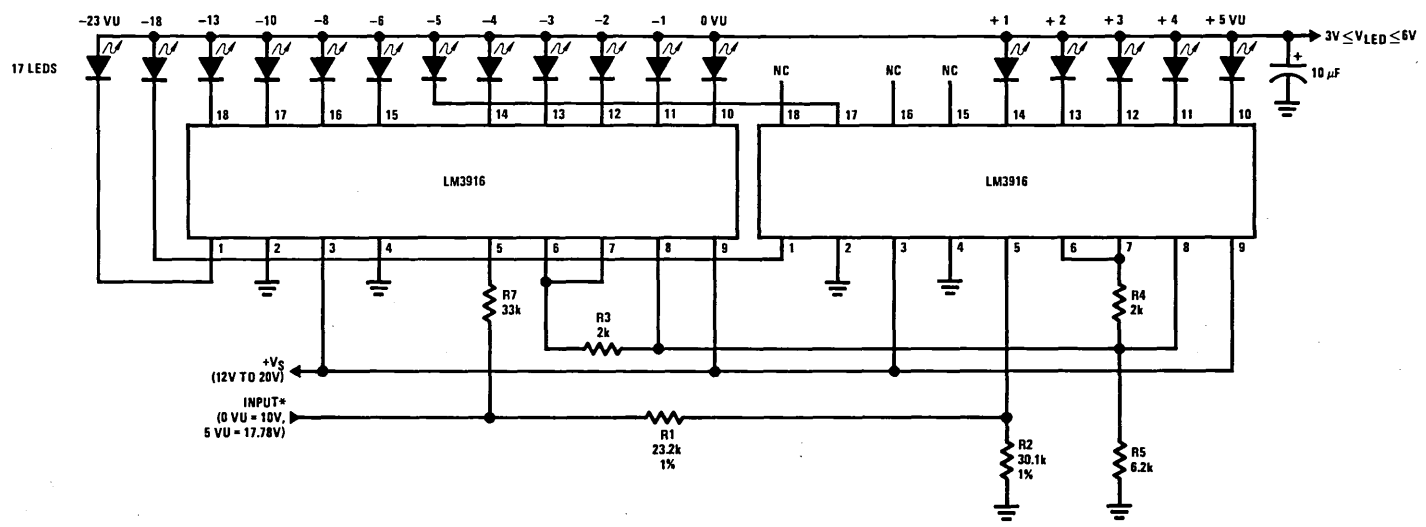 −23 VU −18 −13 −10 −8 −6 −5 −4 −3 −2 −1 0 VU +1 +2 +3 +4 +5 VU
3V ≤ VLED ≤ 6V
17 LEDS
10 μF
+
NC NC NC
18 17 16 15 14 13 12 11 10 18 17 16 15 14 13 12 11 10
LM3916 LM3916
1 2 3 4 5 6 7 8 9 1 2 3 4 5 6 7 8 9
R7
33k
R3
2k
R4
2k
+VS
(12V TO 20V)
INPUT*
(0 VU = 10V,
5 VU = 17.78V)
R1
23.2k
1%
R2
30.1k
1%
R5
6.2k